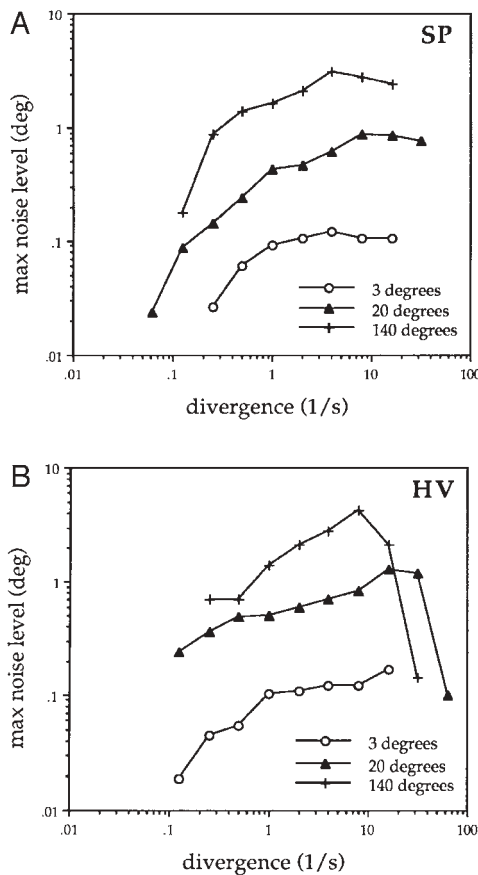 A
SP
10
1
.1
.01
max noise level (deg)
3 degrees
20 degrees
140 degrees
.01 .1 1 10 100
divergence (1/s)
B
HV
10
1
.1
.01
max noise level (deg)
3 degrees
20 degrees
140 degrees
.01 .1 1 10 100
divergence (1/s)